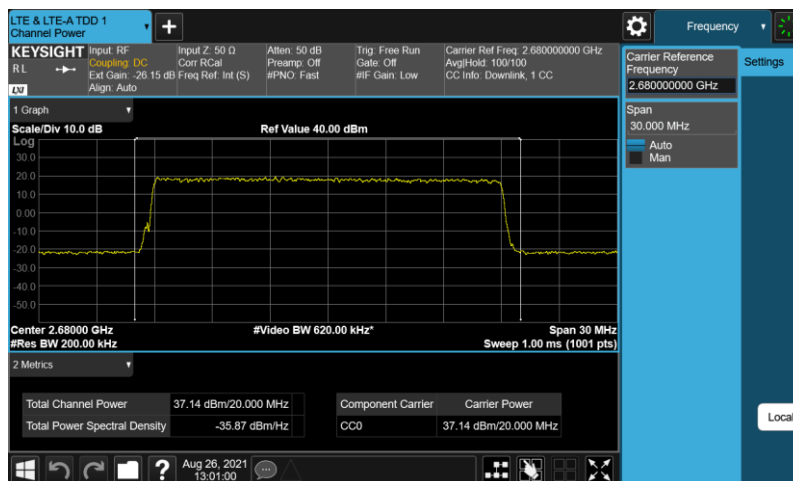 LTE & LTE-A TDD 1
Channel Power
Frequency
KEYSIGHT
RL
LXI
Input: RF
Coupling: DC
Ext Gain: -26.15 dB
Align: Auto
Input Z: 50 Ω
Corr RCal
Freq Ref: Int (S)
Atten: 50 dB
Preamp: Off
#PNO: Fast
Trig: Free Run
Gate: Off
#IF Gain: Low
Carrier Ref Freq: 2.680000000 GHz
Avg|Hold: 100/100
CC Info: Downlink, 1 CC
Carrier Reference
Frequency
2.680000000 GHz
Settings
Span
30.000 MHz
Auto
Man
1 Graph
Scale/Div 10.0 dB
Ref Value 40.00 dBm
Log
30.0
20.0
10.0
0.00
-10.0
-20.0
-30.0
-40.0
-50.0
Center 2.68000 GHz
#Video BW 620.00 kHz*
Span 30 MHz
#Res BW 200.00 kHz
Sweep 1.00 ms (1001 pts)
2 Metrics
Total Channel Power 37.14 dBm/20.000 MHz
Total Power Spectral Density -35.87 dBm/Hz
Component Carrier Carrier Power
CC0 37.14 dBm/20.000 MHz
Local
?
Aug 26, 2021
13:01:00